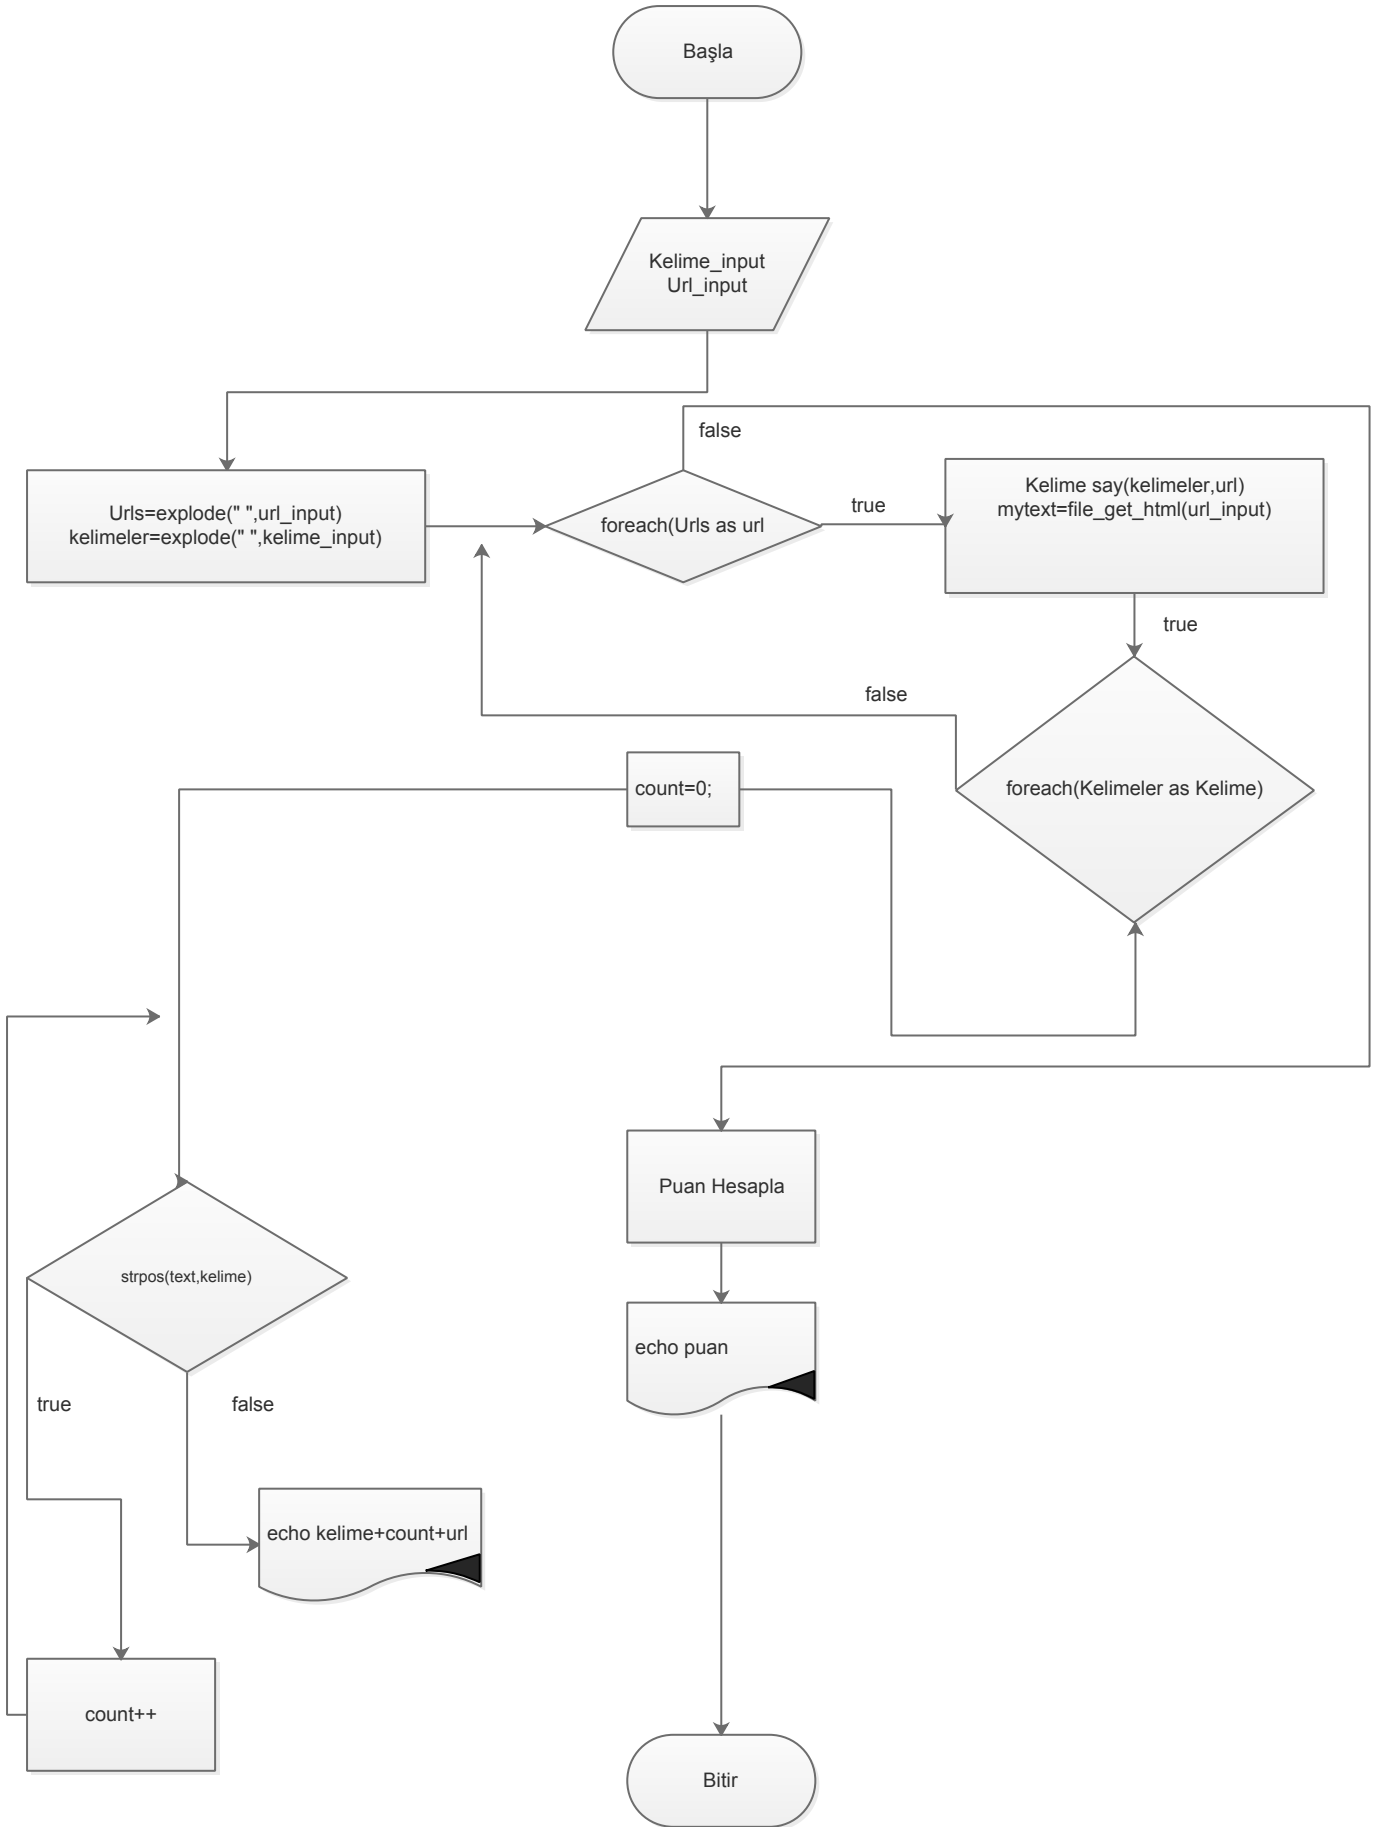 Başla
Kelime_input
Url_input
false
Urls=explode(" ",url_input)
kelimeler=explode(" ",kelime_input)
foreach(Urls as url
true
Kelime say(kelimeler,url)
mytext=file_get_html(url_input)
true
false
count=0;
foreach(Kelimeler as Kelime)
Puan Hesapla
strpos(text,kelime)
echo puan
true
false
echo kelime+count+url
count++
Bitir